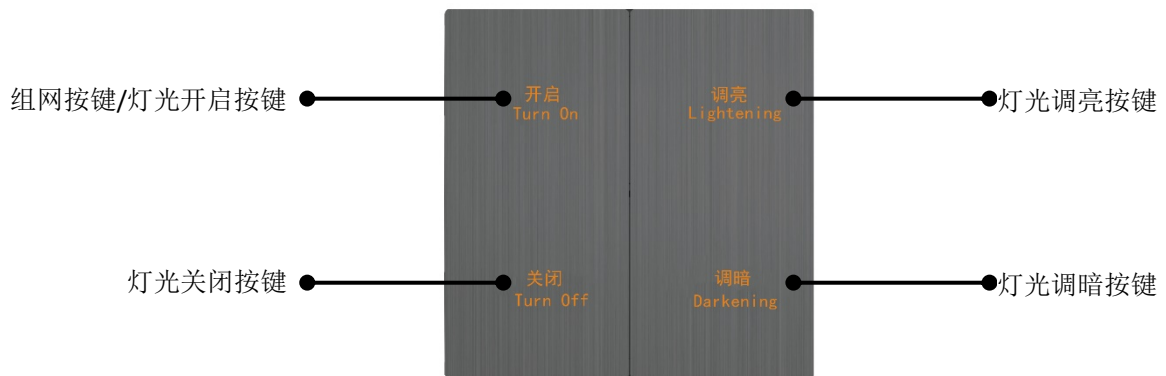 组网按键/灯光开启按键
开启
Turn On
调亮
Lightening
灯光调亮按键
灯光关闭按键
关闭
Turn Off
调暗
Darkening
灯光调暗按键